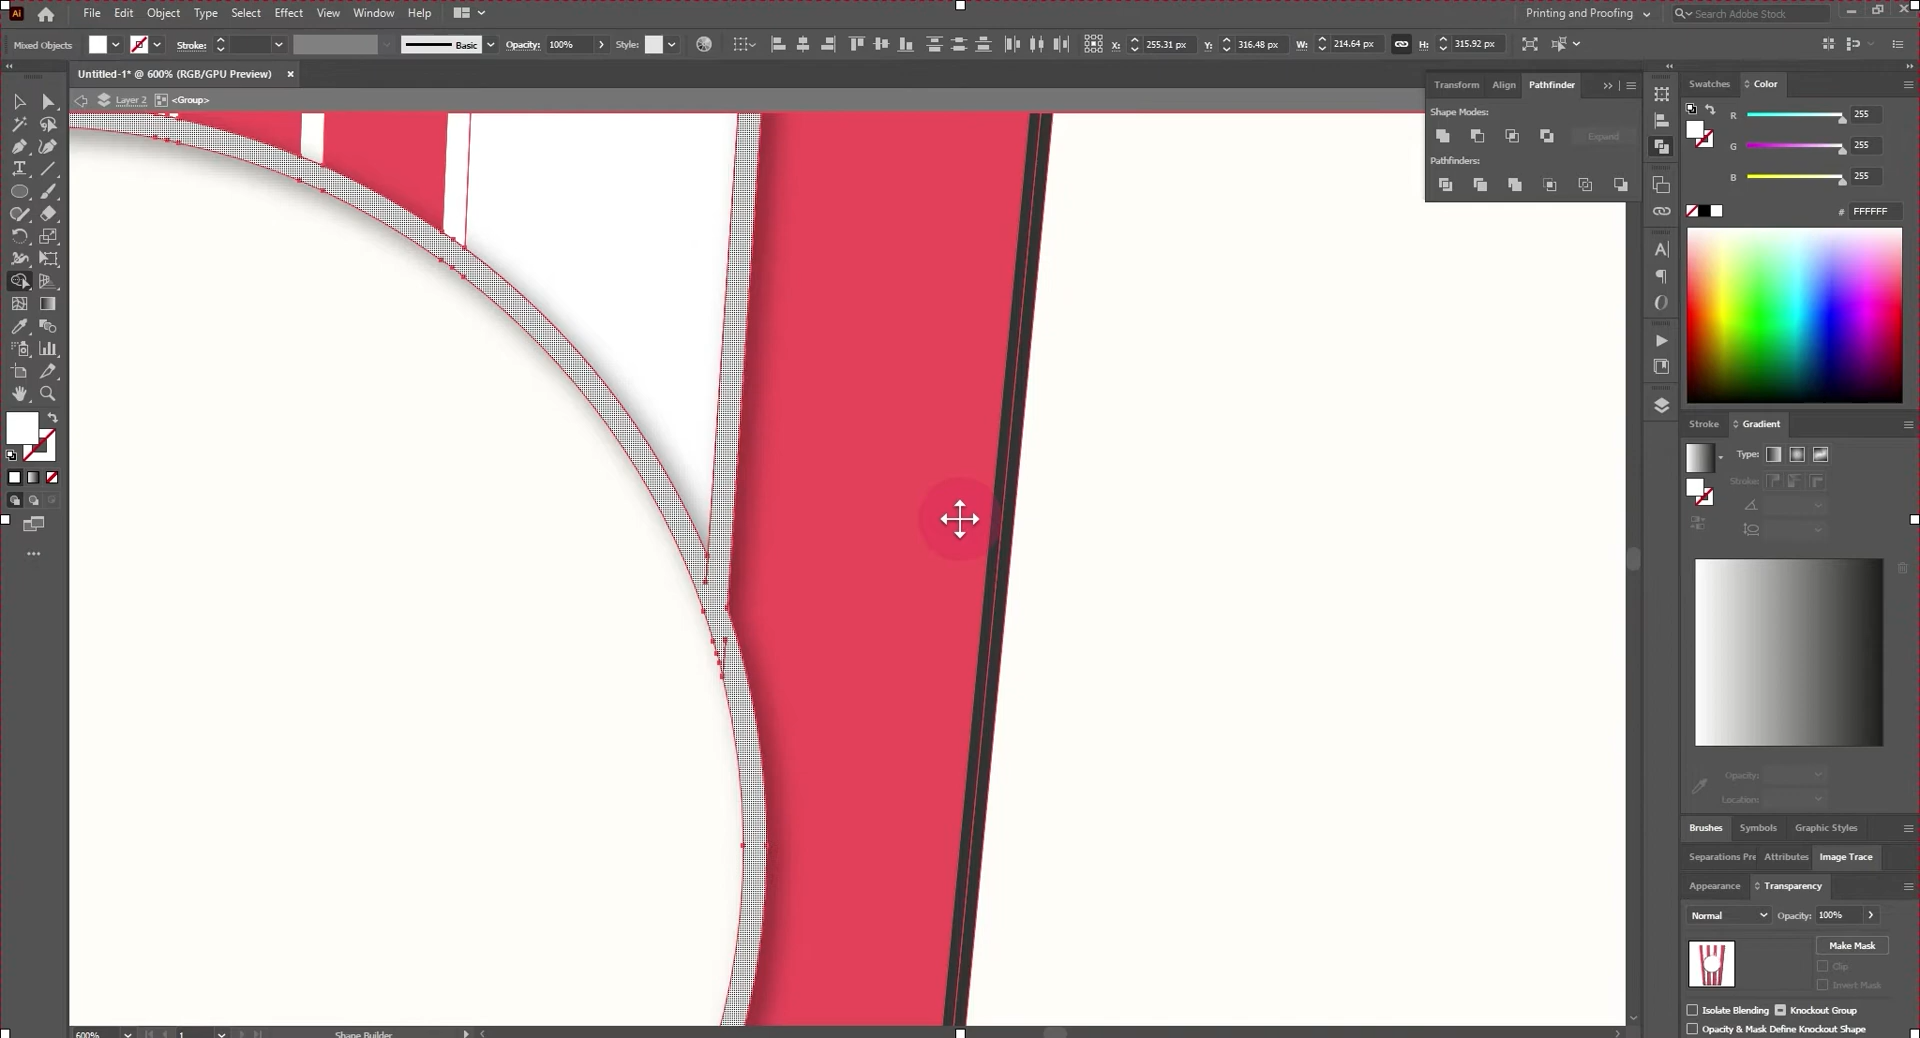 Ai File Edit Object Type Select Effect View Window Help Printing and Proofing Search Adobe Stock
Mixed Objects Stroke: Basic Opacity: 100% Style: X: 255.31 px Y: 316.48 px W: 214.64 px H: 315.92 px
Untitled-1* @ 600% (RGB/GPU Preview) ×
Layer 2 <Group>
Transform Align Pathfinder
Shape Modes:
Expand
Pathfinders:
Swatches Color
R 255
G 255
B 255
# FFFFFF
Stroke Gradient
Type:
Stroke:
Opacity:
Location:
Brushes Symbols Graphic Styles
Separations Pre Attributes Image Trace
Appearance Transparency
Normal Opacity: 100%
Make Mask
Clip
Invert Mask
Isolate Blending Knockout Group
Opacity & Mask Define Knockout Shape
600% 1 Shape Builder